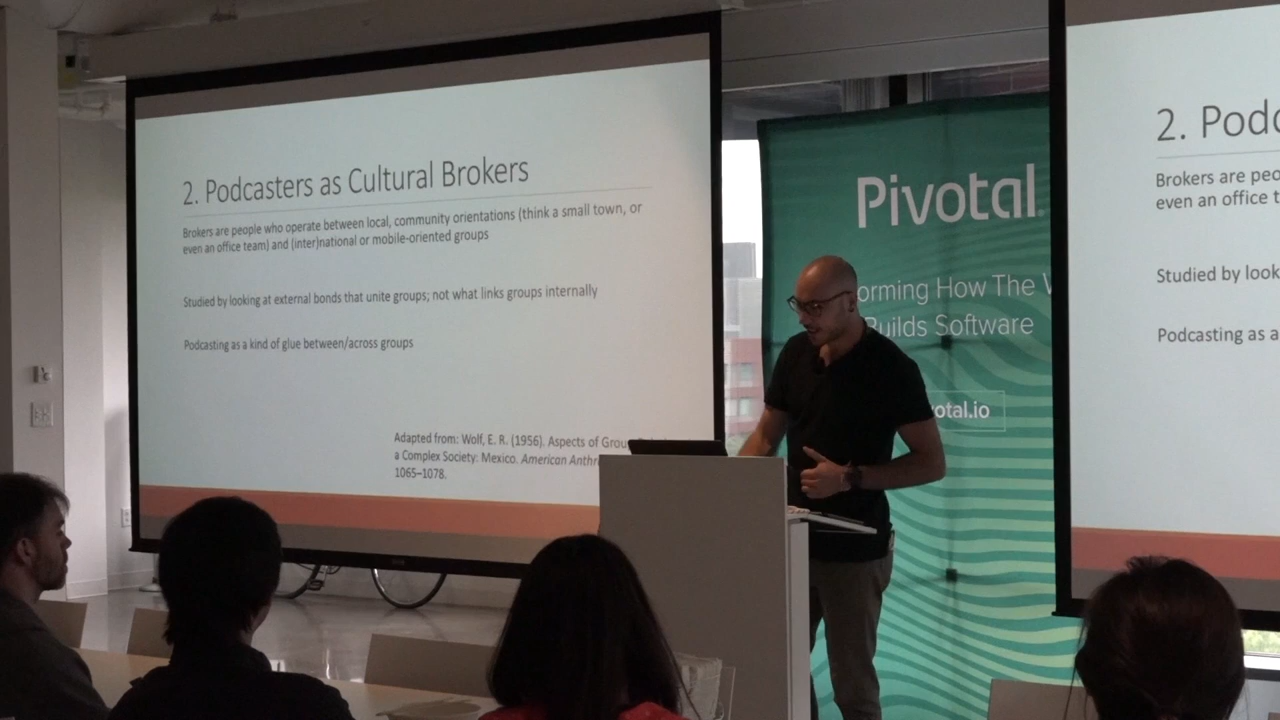 2. Podcasters as Cultural Brokers
Brokers are people who operate between local, community orientations (think a small town, or
even an office team) and (inter)national or mobile-oriented groups
Studied by looking at external bonds that unite groups; not what links groups internally
Podcasting as a kind of glue between/across groups
Adapted from: Wolf, E. R. (1956). Aspects of Grou
a Complex Society: Mexico. American Anthr
1065–1078.
Pivotal
orming How The W
Builds Software
otal.io
2. Podc
Brokers are peo
even an office t
Studied by look
Podcasting as a